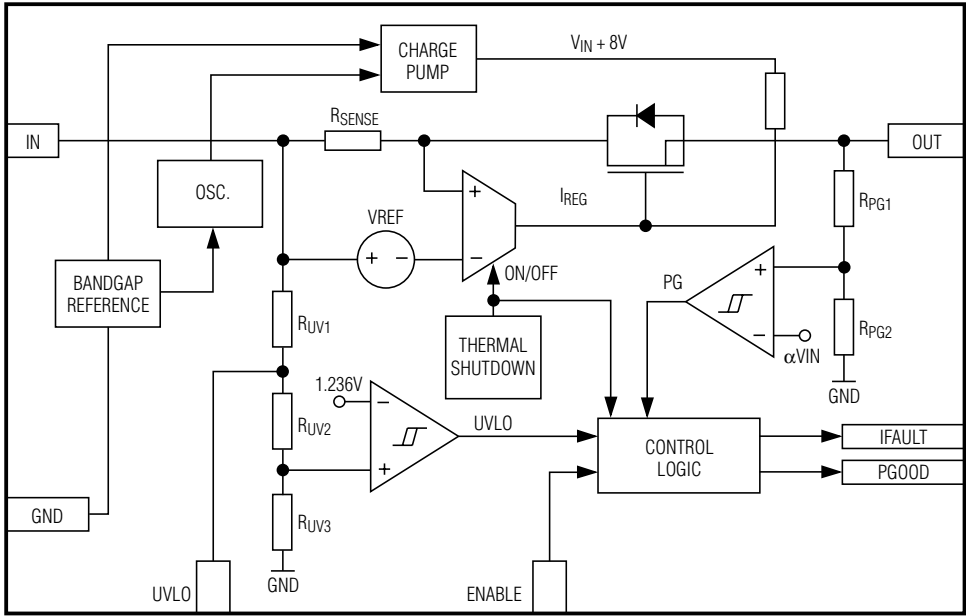 CHARGE
PUMP
VIN + 8V
RSENSE
IN
OUT
OSC.
IREG
RPG1
VREF
+
+ −
−
ON/OFF
BANDGAP
REFERENCE
PG
+
−
αVIN
RPG2
GND
RUV1
THERMAL
SHUTDOWN
1.236V
−
+
UVLO
RUV2
CONTROL
LOGIC
IFAULT
PGOOD
GND
RUV3
GND
UVLO
ENABLE